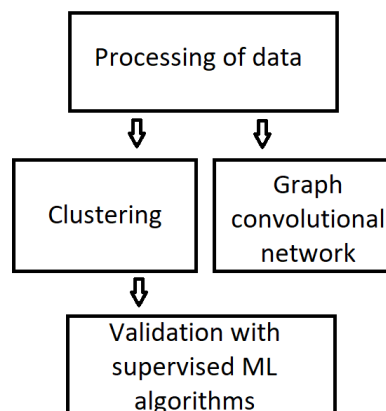 Processing of data
Clustering
Graph
convolutional
network
Validation with
supervised ML
algorithms